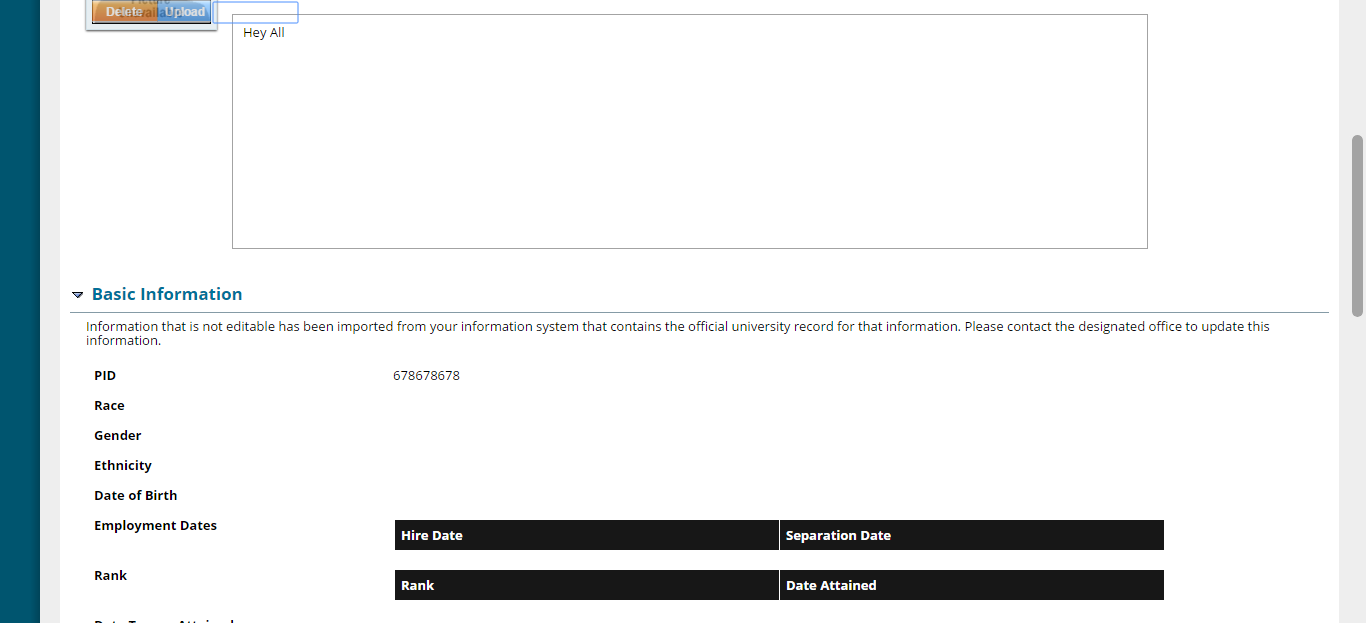 Delete Upload
Hey All
Basic Information
Information that is not editable has been imported from your information system that contains the official university record for that information. Please contact the designated office to update this
information.
PID 678678678
Race
Gender
Ethnicity
Date of Birth
Employment Dates Hire Date Separation Date
Rank Rank Date Attained